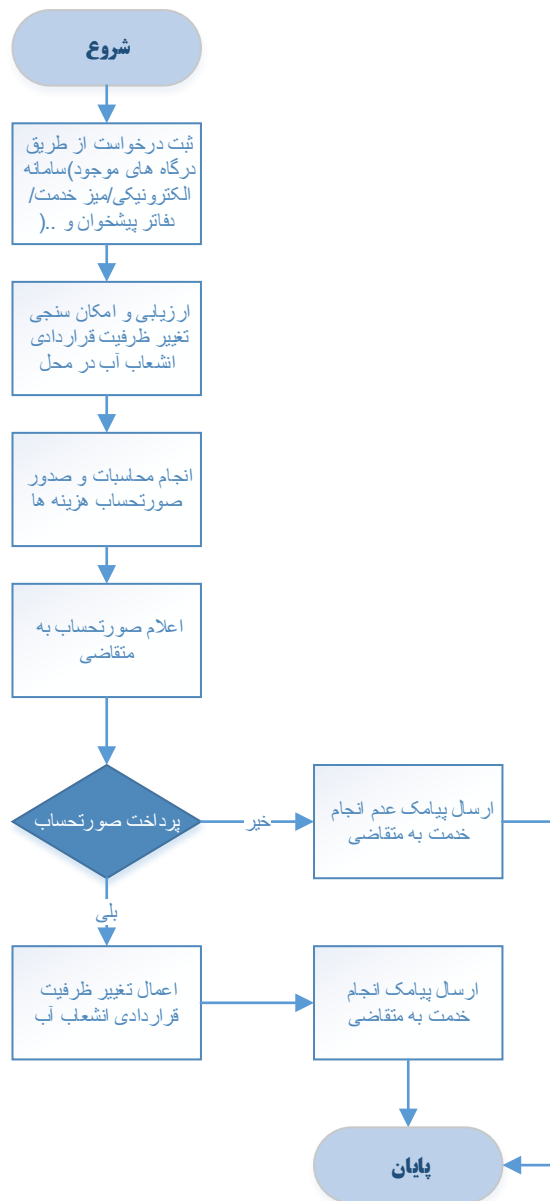 شروع
ثبت درخواست از طریق
درگاه های موجود)سامانه
الکترونیکی/میز خدمت/
دفاتر پیشخوان و ..(
ارزیابی و امکان سنجی
تغییر ظرفیت قراردادی
انشعاب آب در محل
انجام محاسبات و صدور
صورتحساب هزینه ها
اعلام صورتحساب به
متقاضی
پرداخت صورتحساب
خیر
ارسال پیامک عدم انجام
خدمت به متقاضی
بلی
اعمال تغییر ظرفیت
قراردادی انشعاب آب
ارسال پیامک انجام
خدمت به متقاضی
پایان